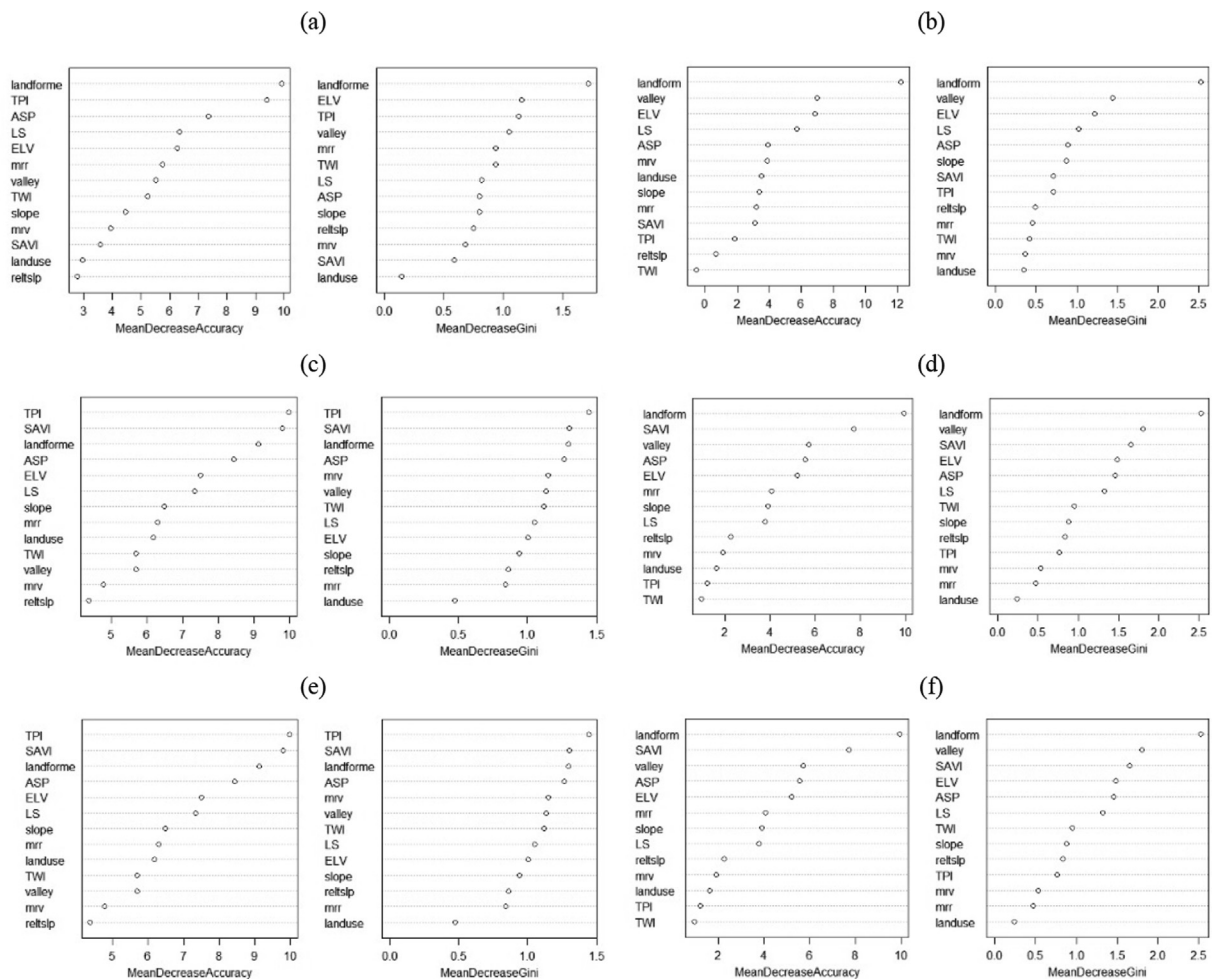 (a)
landforme
TPI
ASP
LS
ELV
mrr
valley
TWI
slope
mrv
SAVI
landuse
reltslp
3 4 5 6 7 8 9 10
MeanDecreaseAccuracy
landforme
ELV
TPI
valley
mrr
TWI
LS
ASP
slope
reltslp
mrv
SAVI
landuse
0.0 0.5 1.0 1.5
MeanDecreaseGini
(b)
landform
valley
ELV
LS
ASP
mrv
landuse
slope
mrr
SAVI
TPI
reltslp
TWI
0 2 4 6 8 10 12
MeanDecreaseAccuracy
landform
valley
ELV
LS
ASP
slope
SAVI
TPI
reltslp
mrr
TWI
mrv
landuse
0.0 0.5 1.0 1.5 2.0 2.5
MeanDecreaseGini
(c)
TPI
SAVI
landforme
ASP
ELV
LS
slope
mrr
landuse
TWI
valley
mrv
reltslp
5 6 7 8 9 10
MeanDecreaseAccuracy
TPI
SAVI
landforme
ASP
mrv
valley
TWI
LS
ELV
slope
reltslp
mrr
landuse
0.0 0.5 1.0 1.5
MeanDecreaseGini
(d)
landform
SAVI
valley
ASP
ELV
mrr
slope
LS
reltslp
mrv
landuse
TPI
TWI
2 4 6 8 10
MeanDecreaseAccuracy
landform
valley
SAVI
ELV
ASP
LS
TWI
slope
reltslp
TPI
mrv
mrr
landuse
0.0 0.5 1.0 1.5 2.0 2.5
MeanDecreaseGini
(e)
TPI
SAVI
landforme
ASP
ELV
LS
slope
mrr
landuse
TWI
valley
mrv
reltslp
5 6 7 8 9 10
MeanDecreaseAccuracy
TPI
SAVI
landforme
ASP
mrv
valley
TWI
LS
ELV
slope
reltslp
mrr
landuse
0.0 0.5 1.0 1.5
MeanDecreaseGini
(f)
landform
SAVI
valley
ASP
ELV
mrr
slope
LS
reltslp
mrv
landuse
TPI
TWI
2 4 6 8 10
MeanDecreaseAccuracy
landform
valley
SAVI
ELV
ASP
LS
TWI
slope
reltslp
TPI
mrv
mrr
landuse
0.0 0.5 1.0 1.5 2.0 2.5
MeanDecreaseGini